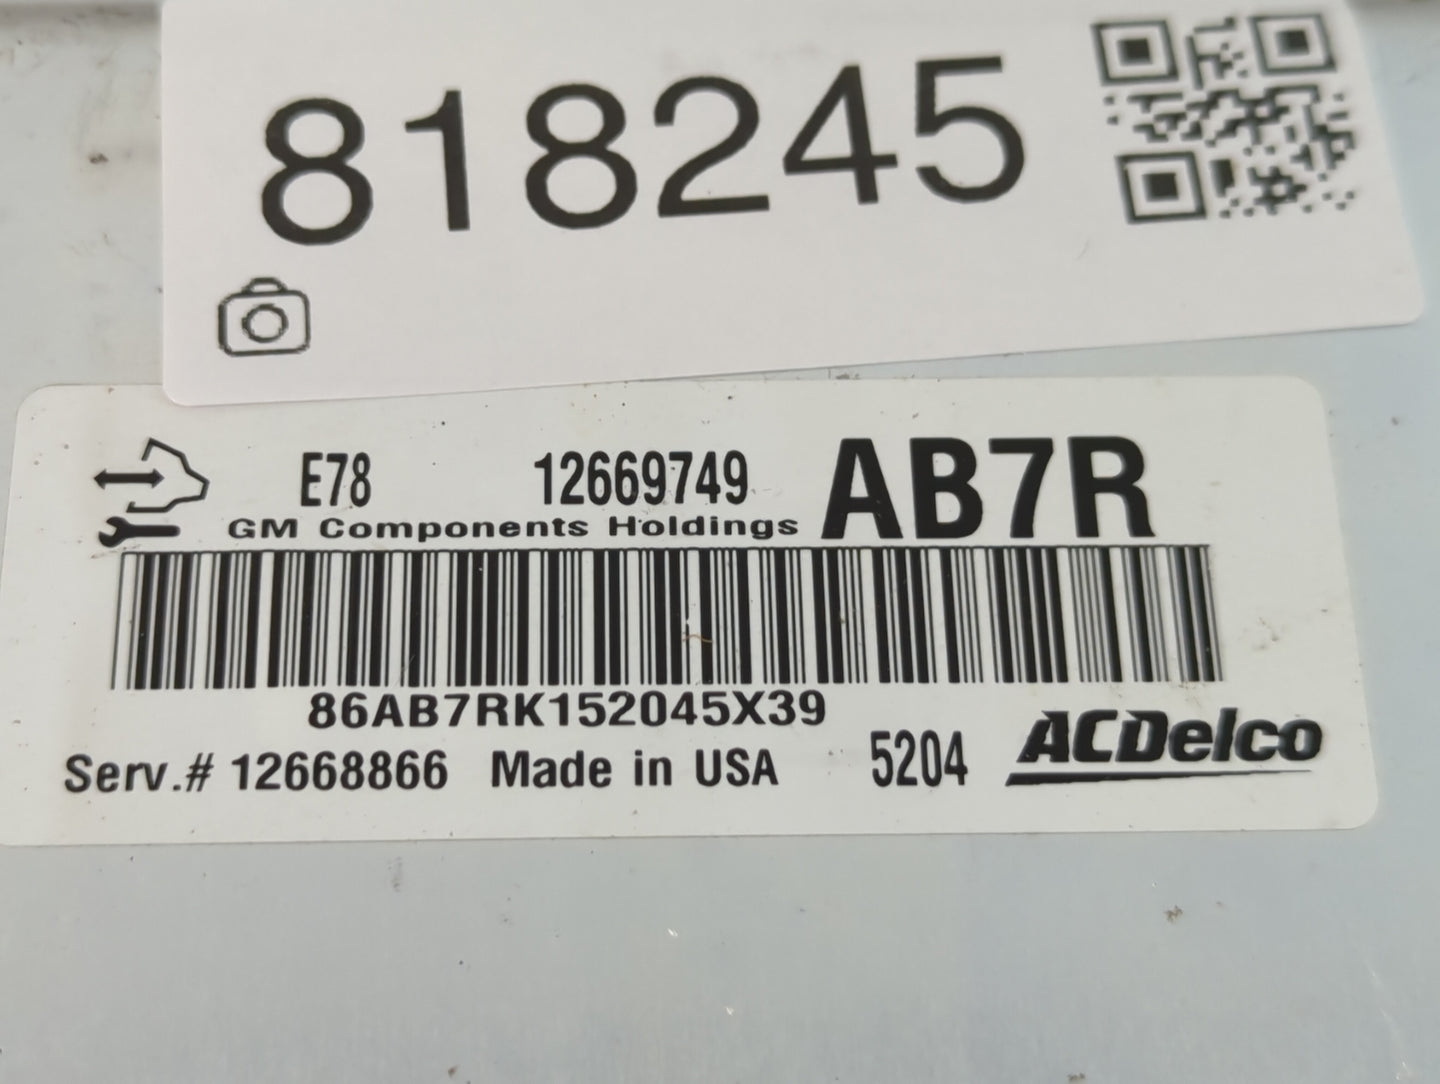 818245
E78 12669749 AB7R
GM Components Holdings
86AB7RK152045X39
Serv.# 12668866 Made in USA 5204 ACDelco